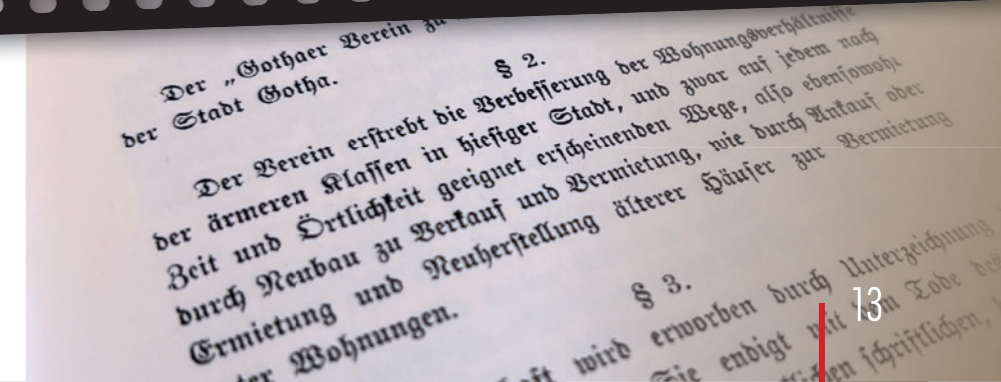 Der „Gothaer Verein zu
der Stadt Gotha.
§ 2.
Der Verein erſtrebt die Verbeſſerung der Wohnungsverhältniſſe
der ärmeren Klaſſen in hieſiger Stadt, und zwar auf jedem nach
Zeit und Örtlichkeit geeignet erſcheinenden Wege, alſo ebenſowohl
durch Neubau zu Verkauf und Vermietung, wie durch Ankauf oder
Ermietung und Neuherſtellung älterer Häuſer zur Vermietung
Wohnungen.
§ 3.
wird erworben durch Unterzeichnung
Sie endigt mit dem Tode
ſchriftlichen,
13